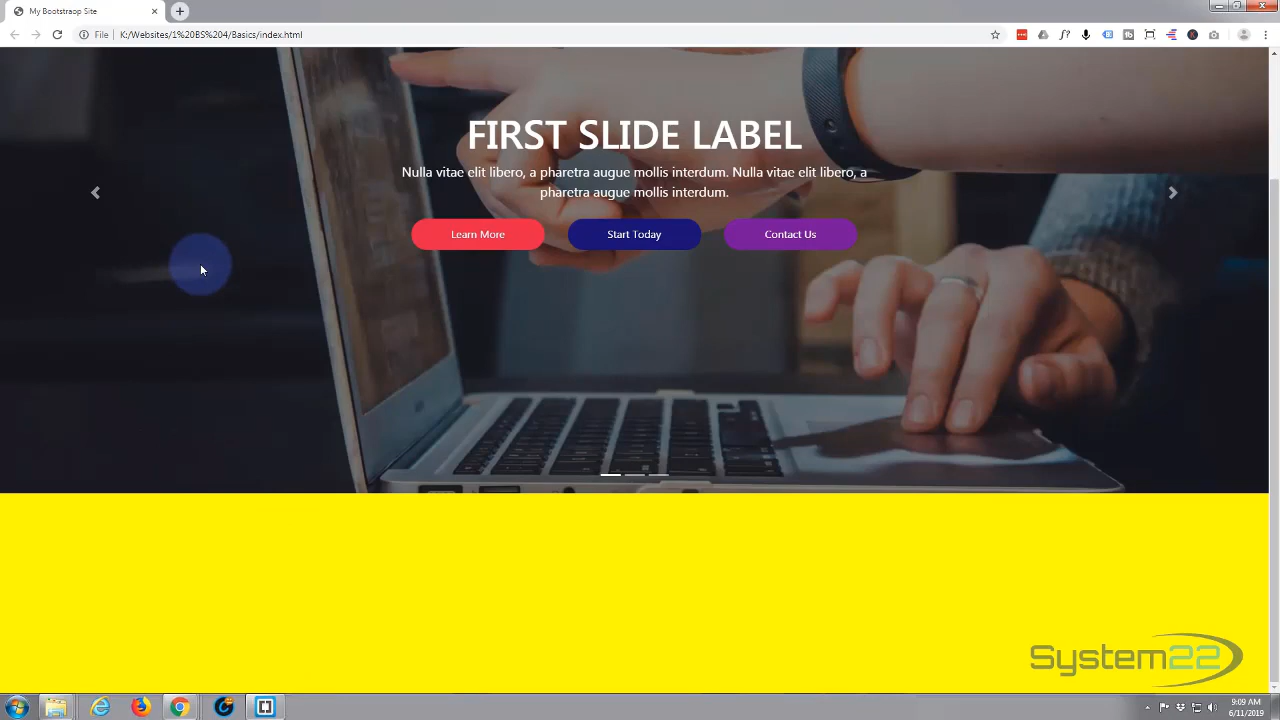 My Bootstraop Site
File
K:/Websites/1%20BS%204/Basics/index.html
FIRST SLIDE LABEL
Nulla vitae elit libero, a pharetra augue mollis interdum. Nulla vitae elit libero, a
pharetra augue mollis interdum.
Learn More
Start Today
Contact Us
System22
9:09 AM
6/11/2019